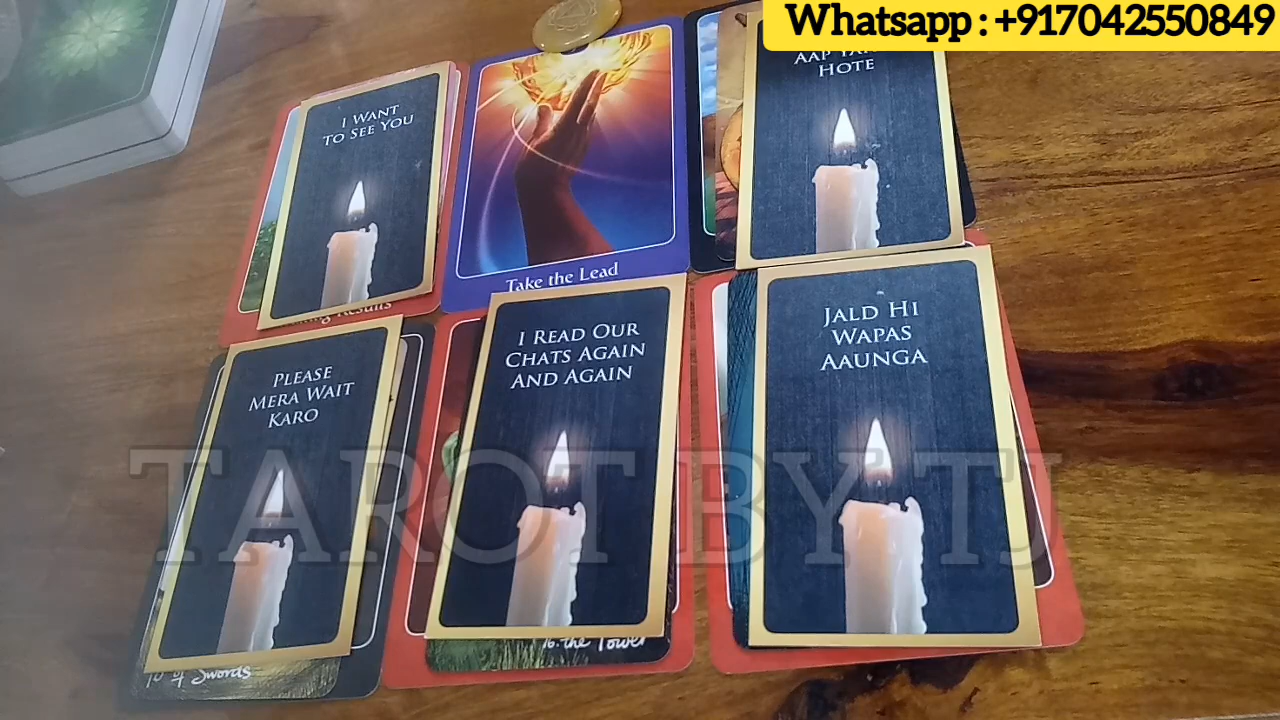 Whatsapp : +917042550849
I WANT
TO SEE YOU
Take the Lead
AAP
HOTE
Results
PLEASE
MERA WAIT
KARO
I READ OUR
CHATS AGAIN
AND AGAIN
JALD HI
WAPAS
AAUNGA
TAROT BY TJ
16. the Tower
of Swords